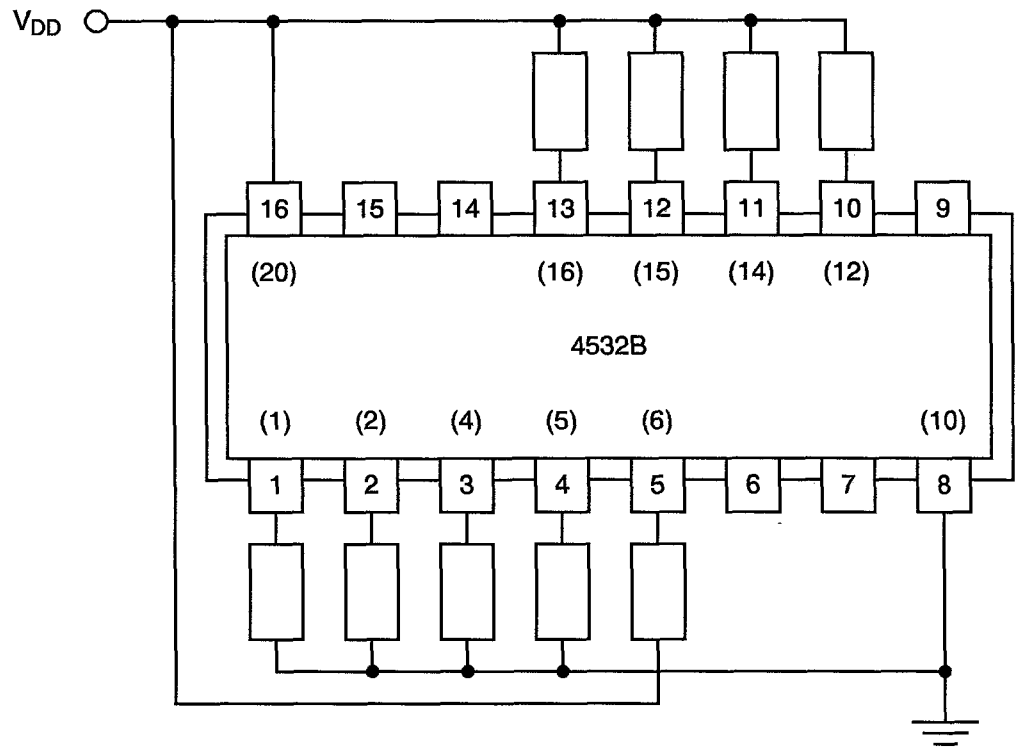 V_DD
16 15 14 13 12 11 10 9
(20) (16) (15) (14) (12)
4532B
(1) (2) (4) (5) (6) (10)
1 2 3 4 5 6 7 8